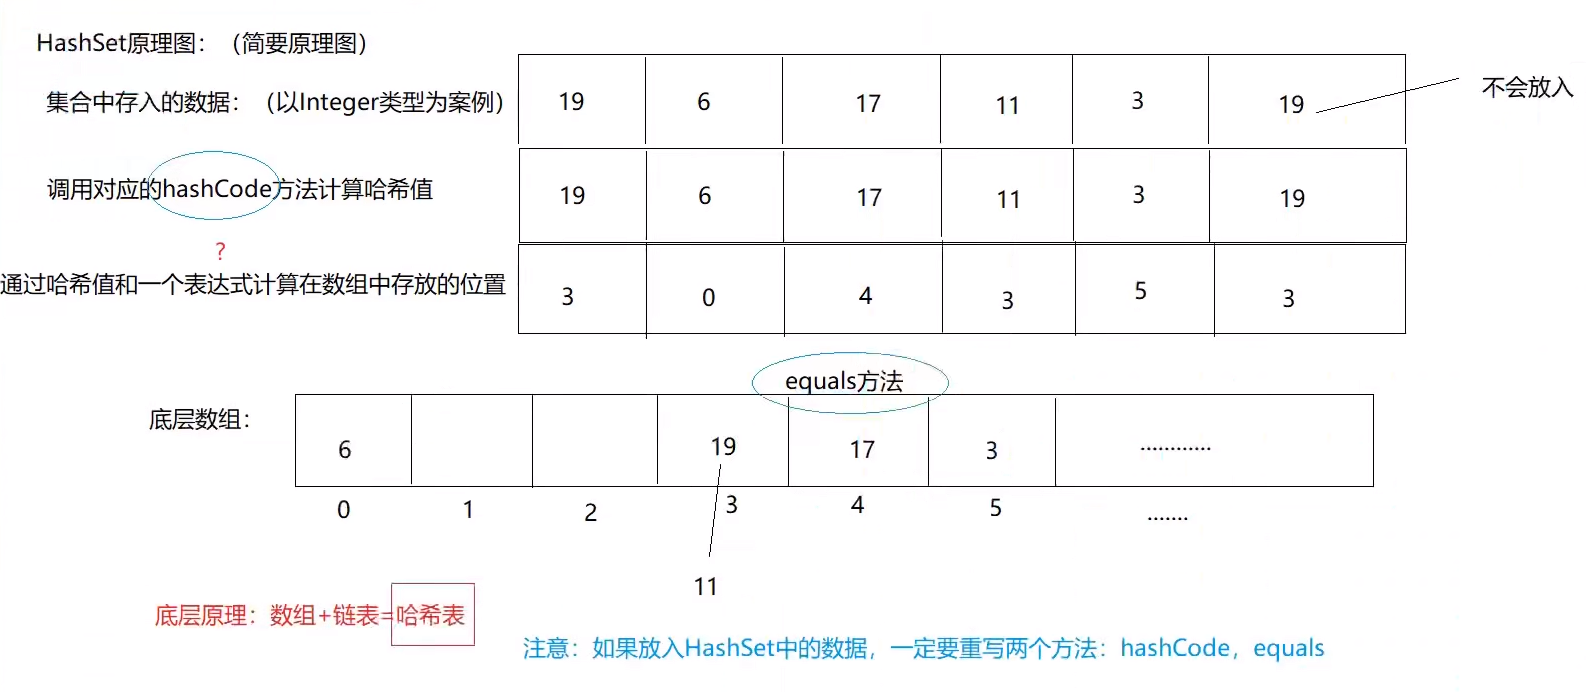 HashSet原理图：（简要原理图）
集合中存入的数据：（以Integer类型为案例） 19 6 17 11 3 19 不会放入
调用对应的hashCode方法计算哈希值 19 6 17 11 3 19
?
通过哈希值和一个表达式计算在数组中存放的位置 3 0 4 3 5 3
equals方法
底层数组： 6 19 17 3 ............
0 1 2 3 4 5 .......
11
底层原理：数组+链表=哈希表
注意：如果放入HashSet中的数据，一定要重写两个方法：hashCode，equals